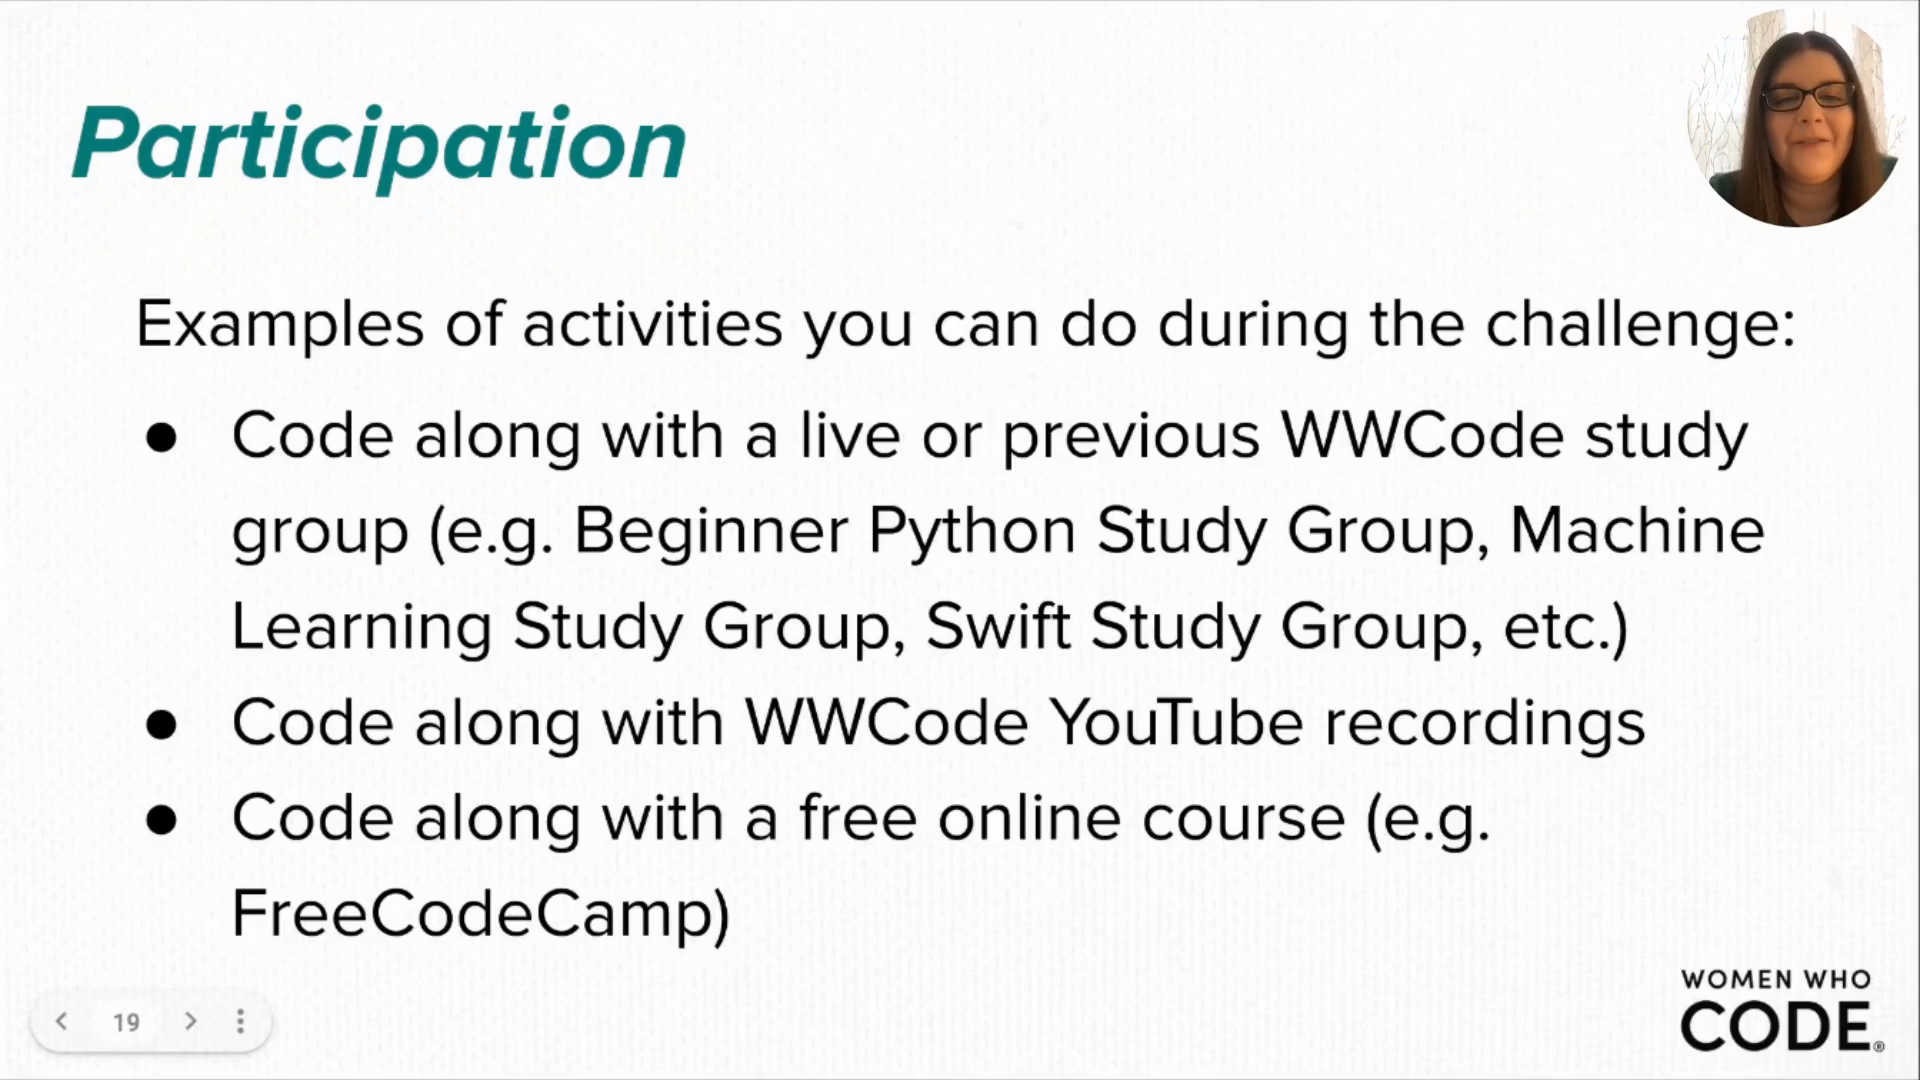 Participation
Examples of activities you can do during the challenge:
● Code along with a live or previous WWCode study
group (e.g. Beginner Python Study Group, Machine
Learning Study Group, Swift Study Group, etc.)
● Code along with WWCode YouTube recordings
● Code along with a free online course (e.g.
FreeCodeCamp)
19
WOMEN WHO
CODE®